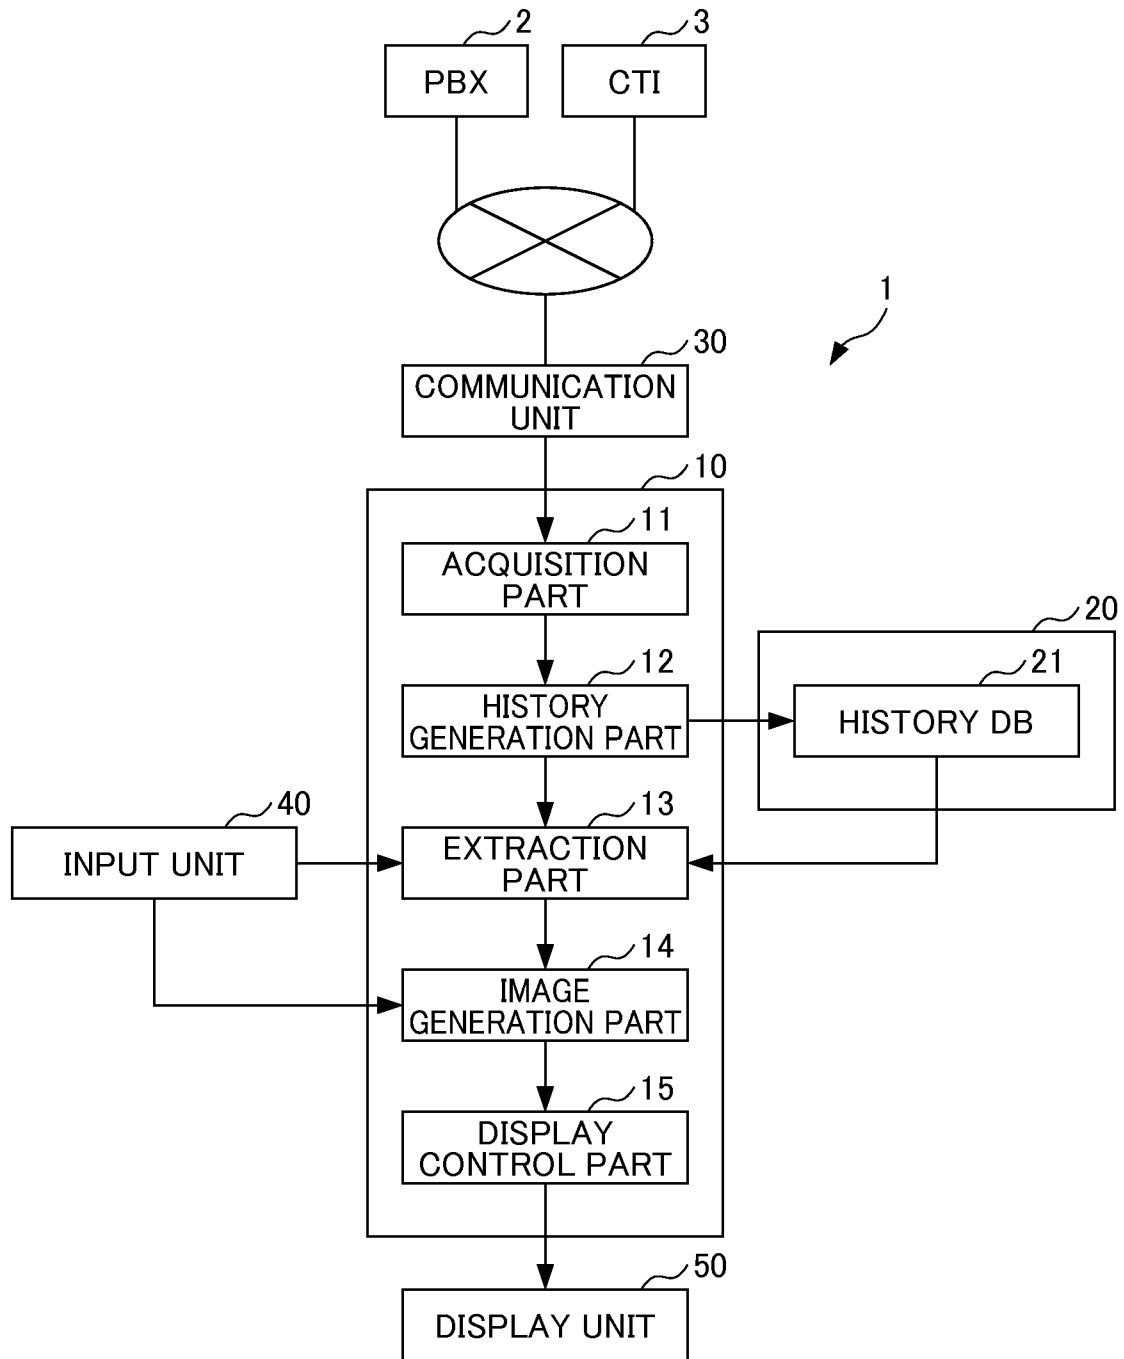 2
3
PBX
CTI
1
30
COMMUNICATION
UNIT
10
11
ACQUISITION
PART
20
12
21
HISTORY
GENERATION PART
HISTORY DB
40
13
INPUT UNIT
EXTRACTION
PART
14
IMAGE
GENERATION PART
15
DISPLAY
CONTROL PART
50
DISPLAY UNIT